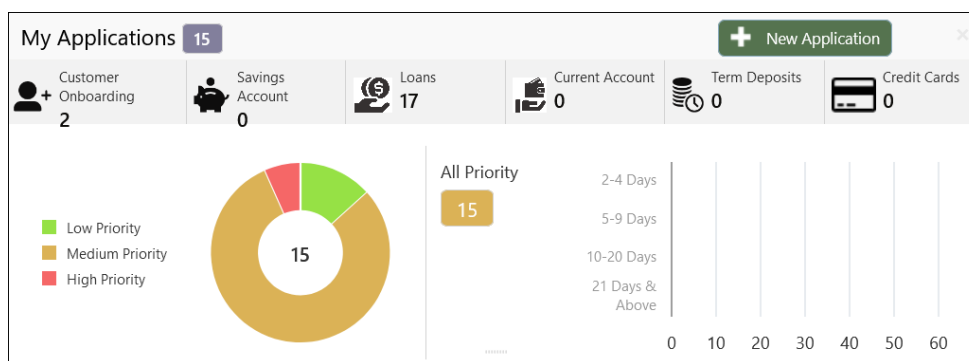 My Applications 15
+ New Application
×
Customer Onboarding
2
Savings Account
0
Loans
17
Current Account
0
Term Deposits
0
Credit Cards
0
Low Priority
Medium Priority
High Priority
15
All Priority
15
2-4 Days
5-9 Days
10-20 Days
21 Days &
Above
0 10 20 30 40 50 60